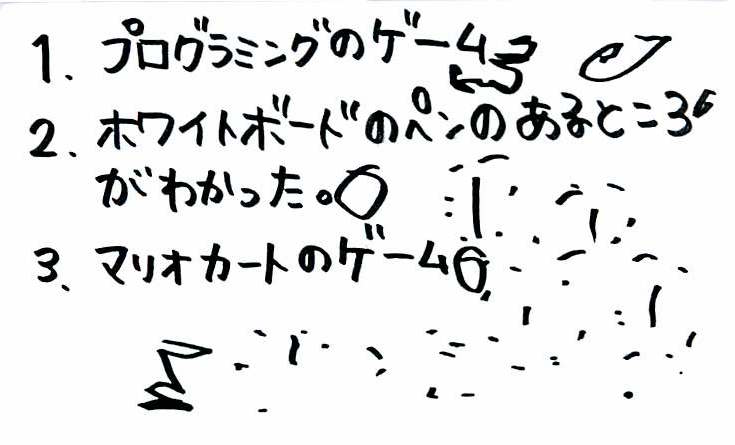 1. プログラミングのゲーム
2. ホワイトボードのペンのあるところ
がわかった。
3. マリオカートのゲーム